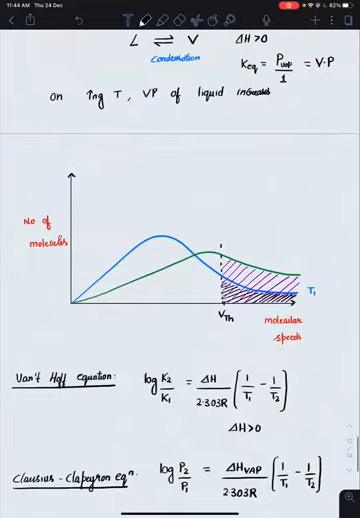 11:44 AM Thu 24 Dec
62%
L ⇌ V ΔH>0
Condensation
Keq = Pvap/1 = V·P
On ↑ing T, VP of liquid increases
No of
molecules
T1
VTh
molecular
speeds
Van't Hoff equation: log K2/K1 = ΔH/2·303R [1/T1 − 1/T2]
ΔH>0
Clausius-Clapeyron eqn. log P2/P1 = ΔHVAP/2·303R [1/T1 − 1/T2]